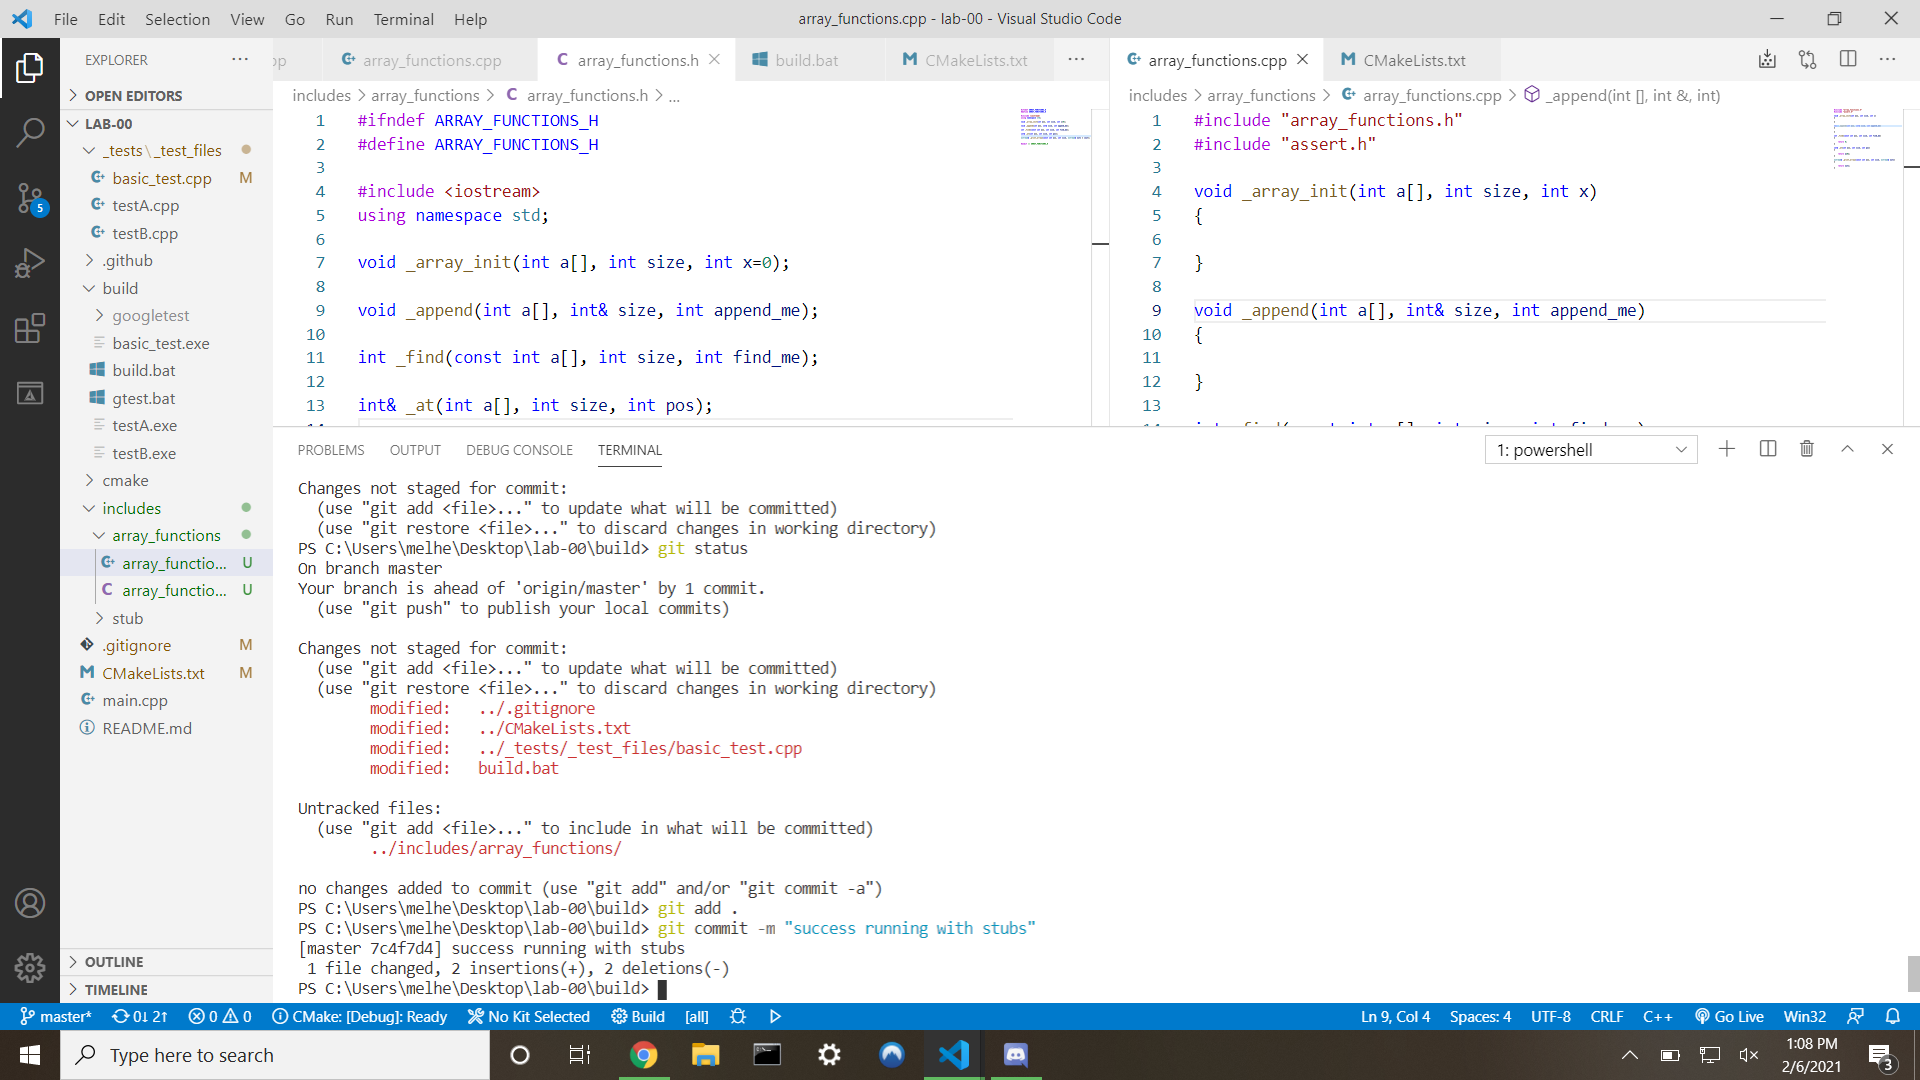 File Edit Selection View Go Run Terminal Help
array_functions.cpp - lab-00 - Visual Studio Code
EXPLORER
OPEN EDITORS
LAB-00
_tests\_test_files
basic_test.cpp M
testA.cpp
testB.cpp
.github
build
googletest
basic_test.exe
build.bat
gtest.bat
testA.exe
testB.exe
cmake
includes
array_functions
array_functio... U
array_functio... U
stub
.gitignore M
CMakeLists.txt M
main.cpp
README.md
OUTLINE
TIMELINE
5
pp array_functions.cpp array_functions.h build.bat CMakeLists.txt
includes > array_functions > array_functions.h > ...
1 #ifndef ARRAY_FUNCTIONS_H
2 #define ARRAY_FUNCTIONS_H
3
4 #include <iostream>
5 using namespace std;
6
7 void _array_init(int a[], int size, int x=0);
8
9 void _append(int a[], int& size, int append_me);
10
11 int _find(const int a[], int size, int find_me);
12
13 int& _at(int a[], int size, int pos);
array_functions.cpp CMakeLists.txt
includes > array_functions > array_functions.cpp > _append(int [], int &, int)
1 #include "array_functions.h"
2 #include "assert.h"
3
4 void _array_init(int a[], int size, int x)
5 {
6
7 }
8
9 void _append(int a[], int& size, int append_me)
10 {
11
12 }
13
PROBLEMS OUTPUT DEBUG CONSOLE TERMINAL
1: powershell
Changes not staged for commit:
(use "git add <file>..." to update what will be committed)
(use "git restore <file>..." to discard changes in working directory)
PS C:\Users\melhe\Desktop\lab-00\build> git status
On branch master
Your branch is ahead of 'origin/master' by 1 commit.
(use "git push" to publish your local commits)
Changes not staged for commit:
(use "git add <file>..." to update what will be committed)
(use "git restore <file>..." to discard changes in working directory)
modified: ../.gitignore
modified: ../CMakeLists.txt
modified: ../_tests/_test_files/basic_test.cpp
modified: build.bat
Untracked files:
(use "git add <file>..." to include in what will be committed)
../includes/array_functions/
no changes added to commit (use "git add" and/or "git commit -a")
PS C:\Users\melhe\Desktop\lab-00\build> git add .
PS C:\Users\melhe\Desktop\lab-00\build> git commit -m "success running with stubs"
[master 7c4f7d4] success running with stubs
1 file changed, 2 insertions(+), 2 deletions(-)
PS C:\Users\melhe\Desktop\lab-00\build>
master* 0↓ 2↑ 0 0 CMake: [Debug]: Ready No Kit Selected Build [all]
Ln 9, Col 4 Spaces: 4 UTF-8 CRLF C++ Go Live Win32
Type here to search
1:08 PM
2/6/2021
3